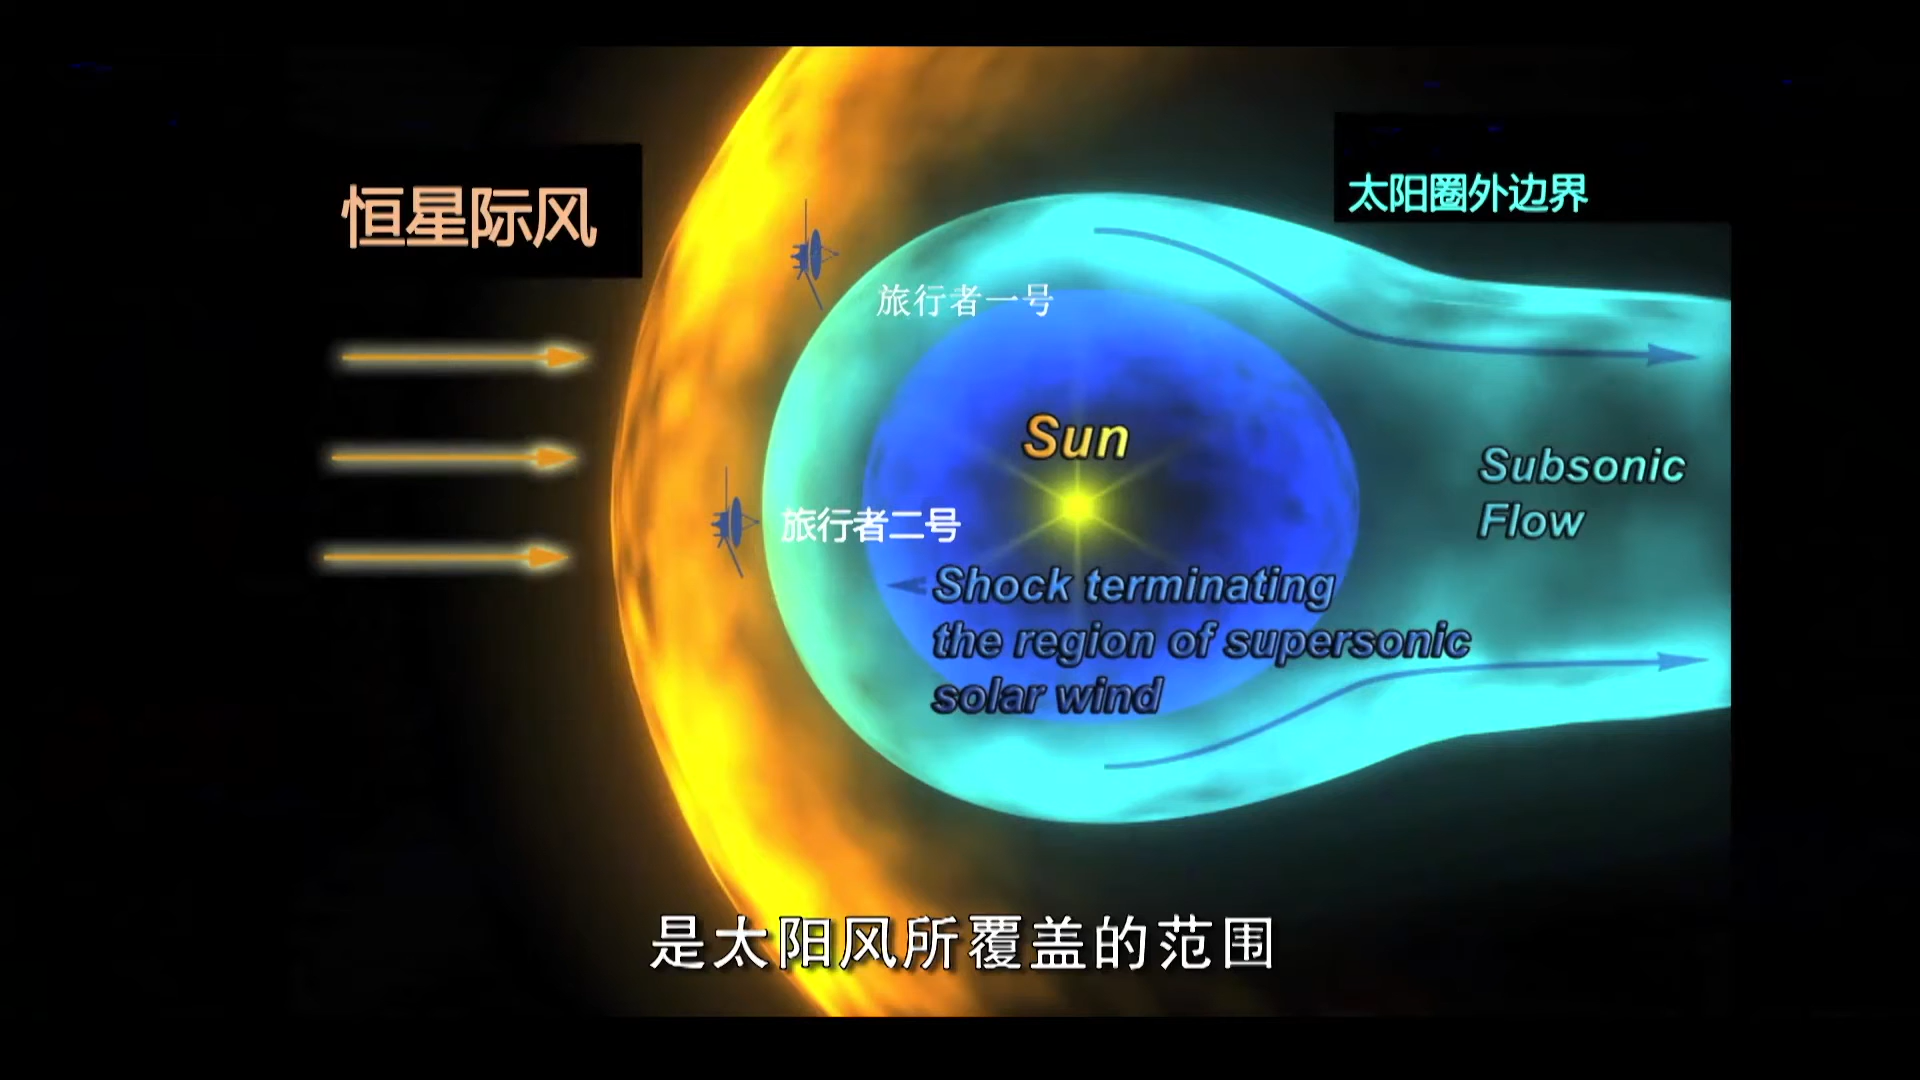 恒星际风
太阳圈外边界
旅行者一号
Sun
Subsonic
Flow
旅行者二号
Shock terminating
the region of supersonic
solar wind
是太阳风所覆盖的范围